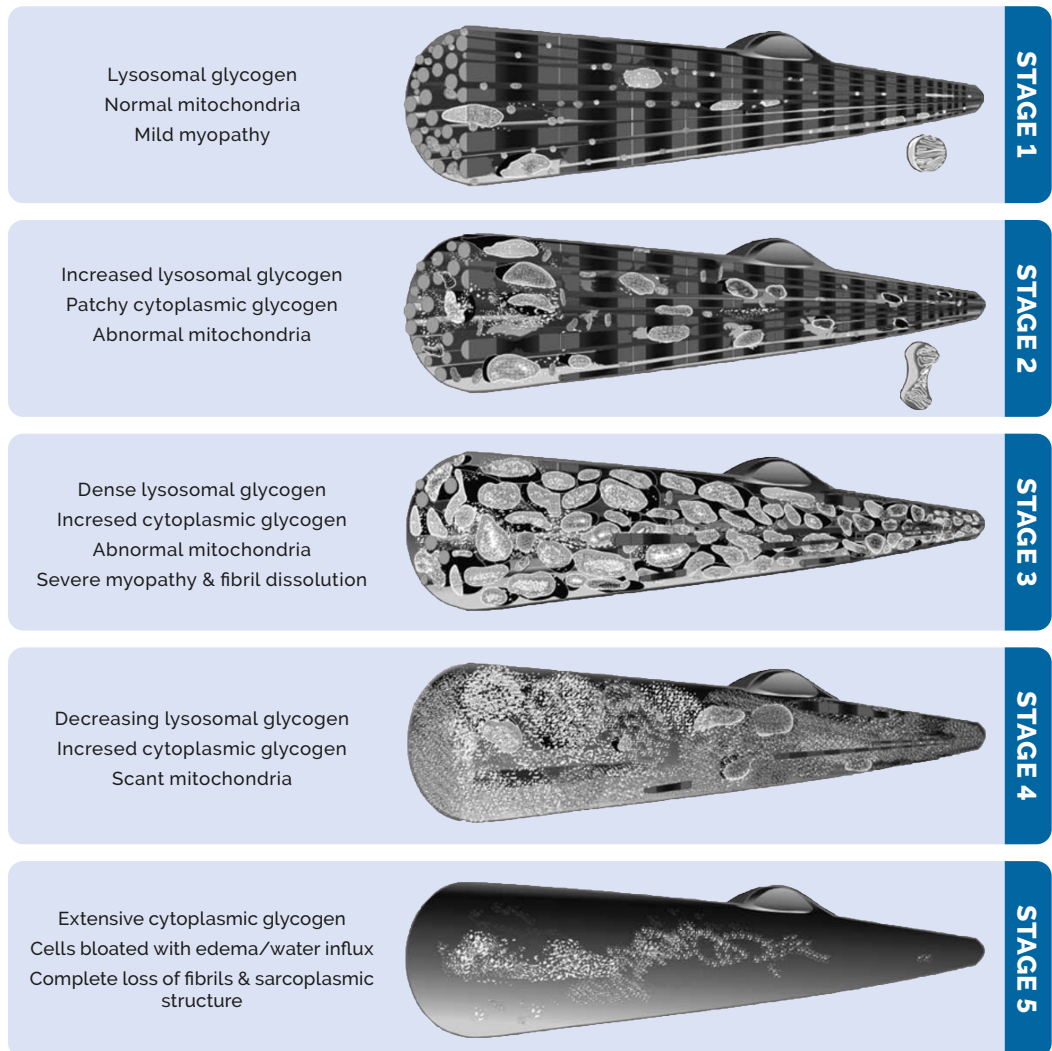 Lysosomal glycogen
Normal mitochondria
Mild myopathy
STAGE 1
Increased lysosomal glycogen
Patchy cytoplasmic glycogen
Abnormal mitochondria
STAGE 2
Dense lysosomal glycogen
Incresed cytoplasmic glycogen
Abnormal mitochondria
Severe myopathy & fibril dissolution
STAGE 3
Decreasing lysosomal glycogen
Incresed cytoplasmic glycogen
Scant mitochondria
STAGE 4
Extensive cytoplasmic glycogen
Cells bloated with edema/water influx
Complete loss of fibrils & sarcoplasmic
structure
STAGE 5